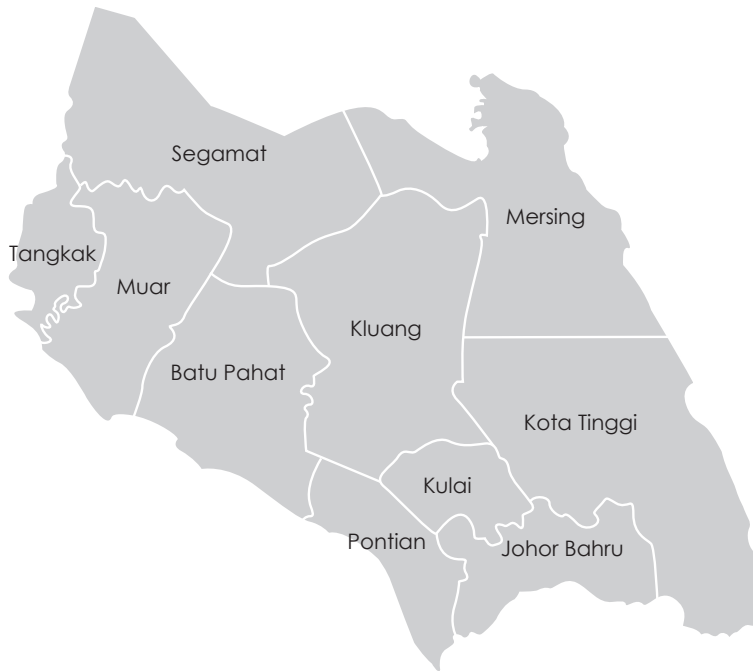 Segamat
Mersing
Tangkak
Muar
Kluang
Batu Pahat
Kota Tinggi
Kulai
Pontian
Johor Bahru